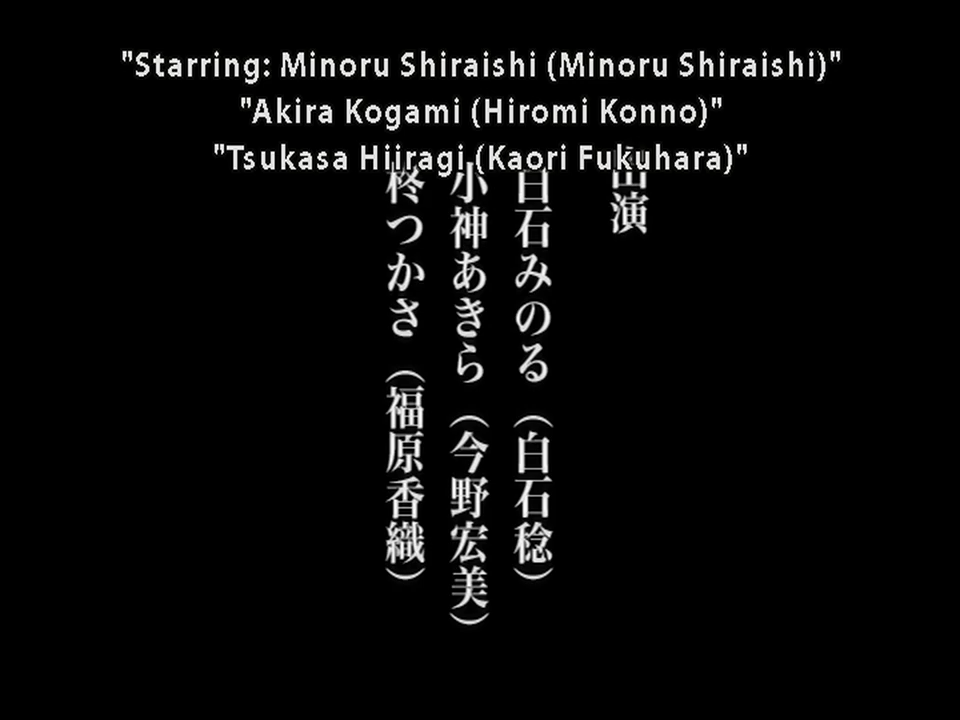 "Starring: Minoru Shiraishi (Minoru Shiraishi)"
"Akira Kogami (Hiromi Konno)"
"Tsukasa Hiiragi (Kaori Fukuhara)"
出演
白石みのる（白石稔）
小神あきら（今野宏美）
柊つかさ（福原香織）